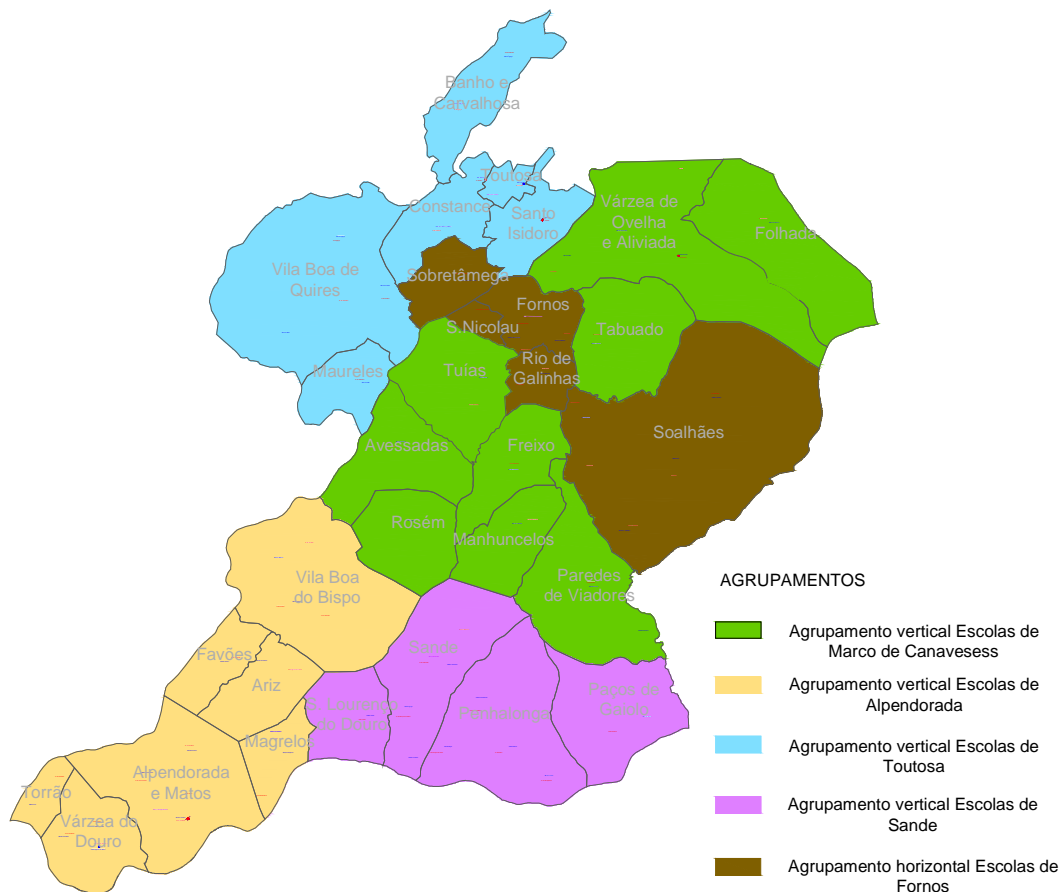 Banho e
Carvalhosa
Toutosa
Constance
Santo
Isidoro
Várzea de
Ovelha
e Aliviada
Folhada
Vila Boa de
Quires
Sobretâmega
Fornos
S.Nicolau
Tabuado
Rio de
Galinhas
Maureles
Tuías
Avessadas
Freixo
Soalhães
Rosém
Manhuncelos
Vila Boa
do Bispo
Paredes
de Viadores
Favões
Ariz
Sande
S. Lourenço
do Douro
Penhalonga
Paços de
Gaiolo
Magrelos
Alpendorada
e Matos
Torrão
Várzea do
Douro
AGRUPAMENTOS
Agrupamento vertical Escolas de
Marco de Canavesess
Agrupamento vertical Escolas de
Alpendorada
Agrupamento vertical Escolas de
Toutosa
Agrupamento vertical Escolas de
Sande
Agrupamento horizontal Escolas de
Fornos